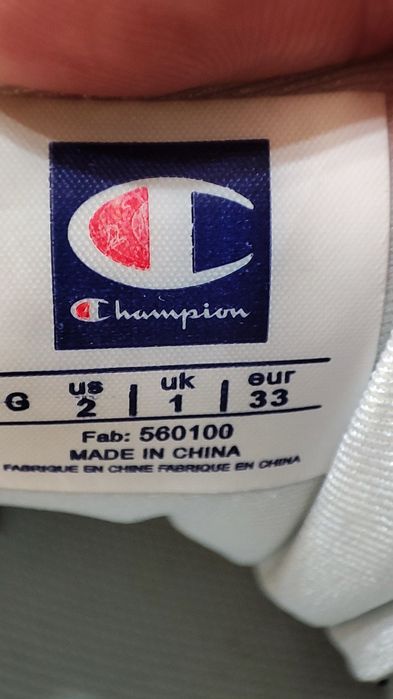 Champion
G us 2 | uk 1 | eur 33
Fab: 560100
MADE IN CHINA
FABRIQUE EN CHINE FABRIQUE EN CHINA